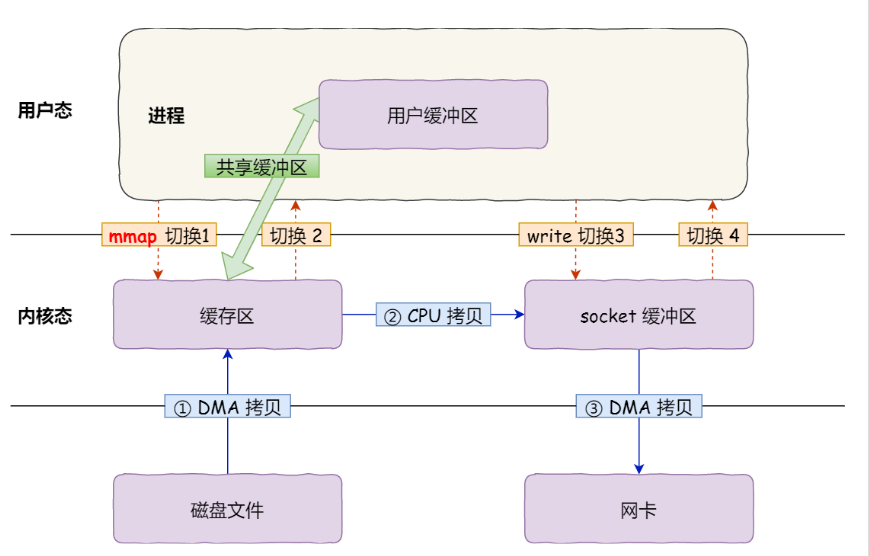 用户态
进程
用户缓冲区
共享缓冲区
mmap 切换1
切换 2
write 切换3
切换 4
内核态
缓存区
② CPU 拷贝
socket 缓冲区
① DMA 拷贝
③ DMA 拷贝
磁盘文件
网卡